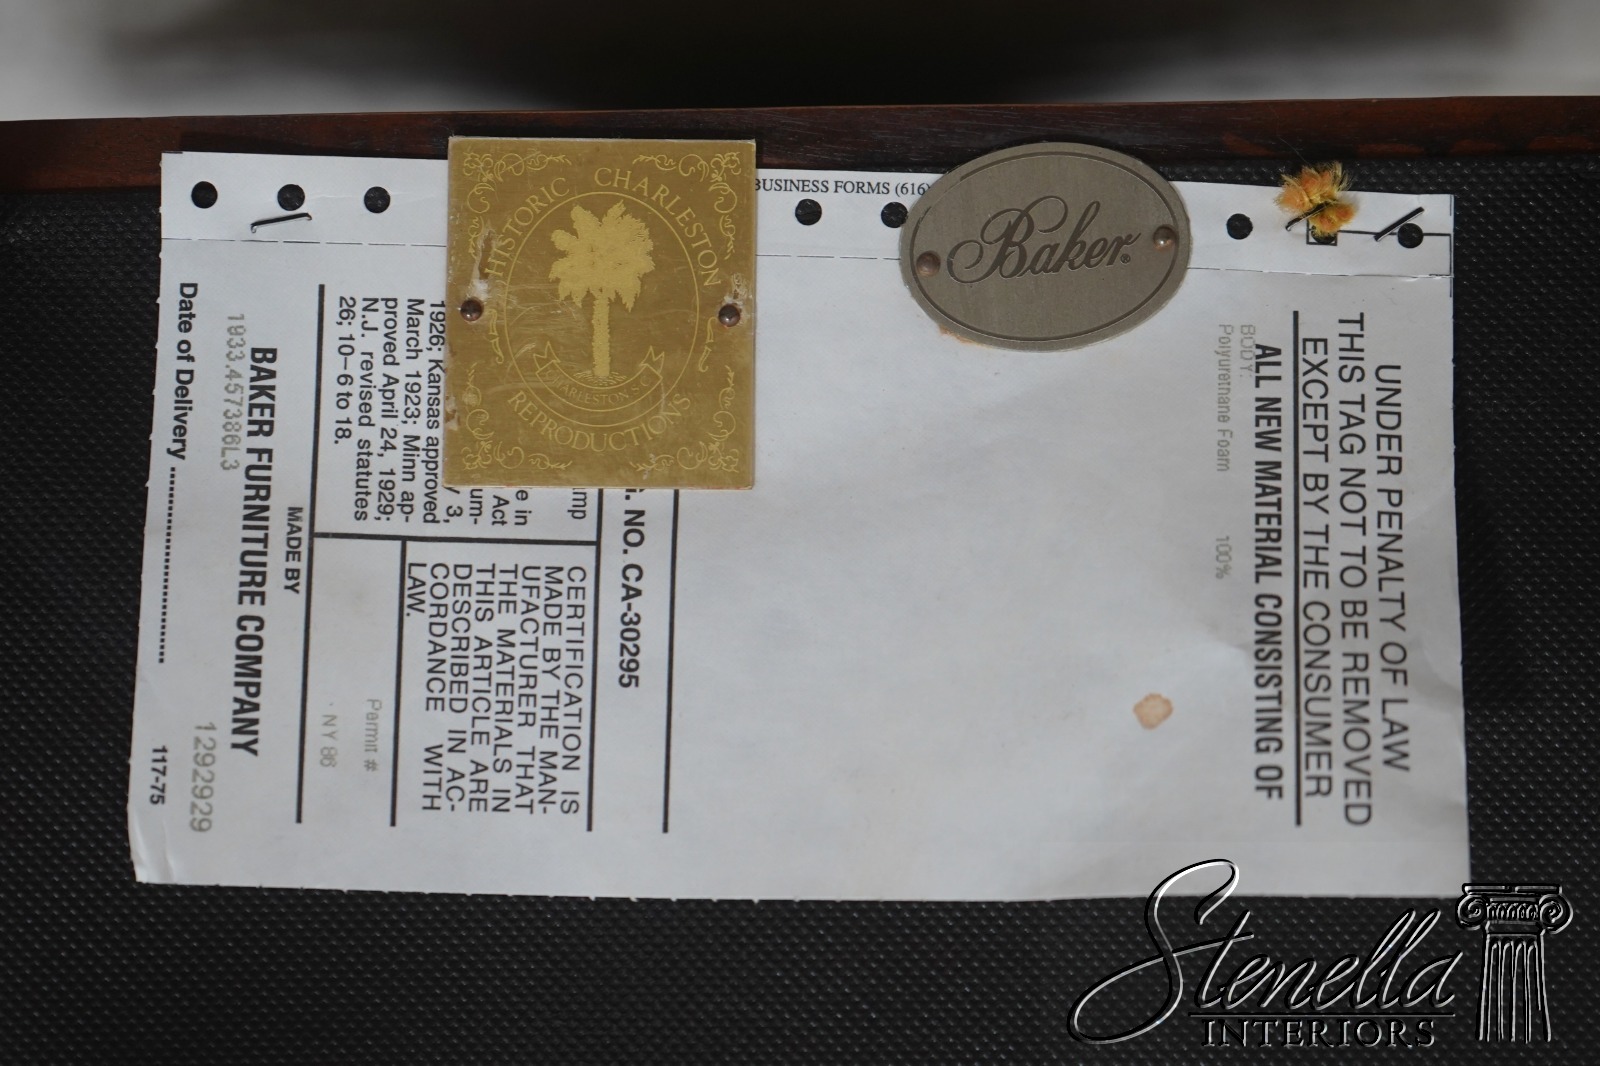 BUSINESS FORMS (616)
HISTORIC CHARLESTON
CHARLESTON S.C.
REPRODUCTIONS
Baker®
UNDER PENALTY OF LAW
THIS TAG NOT TO BE REMOVED
EXCEPT BY THE CONSUMER
ALL NEW MATERIAL CONSISTING OF
BODY:
Polyurethane Foam 100%
NO. CA-30295
CERTIFICATION IS
MADE BY THE MAN-
UFACTURER THAT
THE MATERIALS IN
THIS ARTICLE ARE
DESCRIBED IN AC-
CORDANCE WITH
LAW.
e in
Act
um-
y 3,
1926; Kansas approved
March 1923; Minn ap-
proved April 24, 1929;
N.J. revised statutes
26; 10-6 to 18.
Permit #
NY 86
MADE BY
BAKER FURNITURE COMPANY
1933.457386L3 1292929
Date of Delivery
117-75
Stenella
INTERIORS